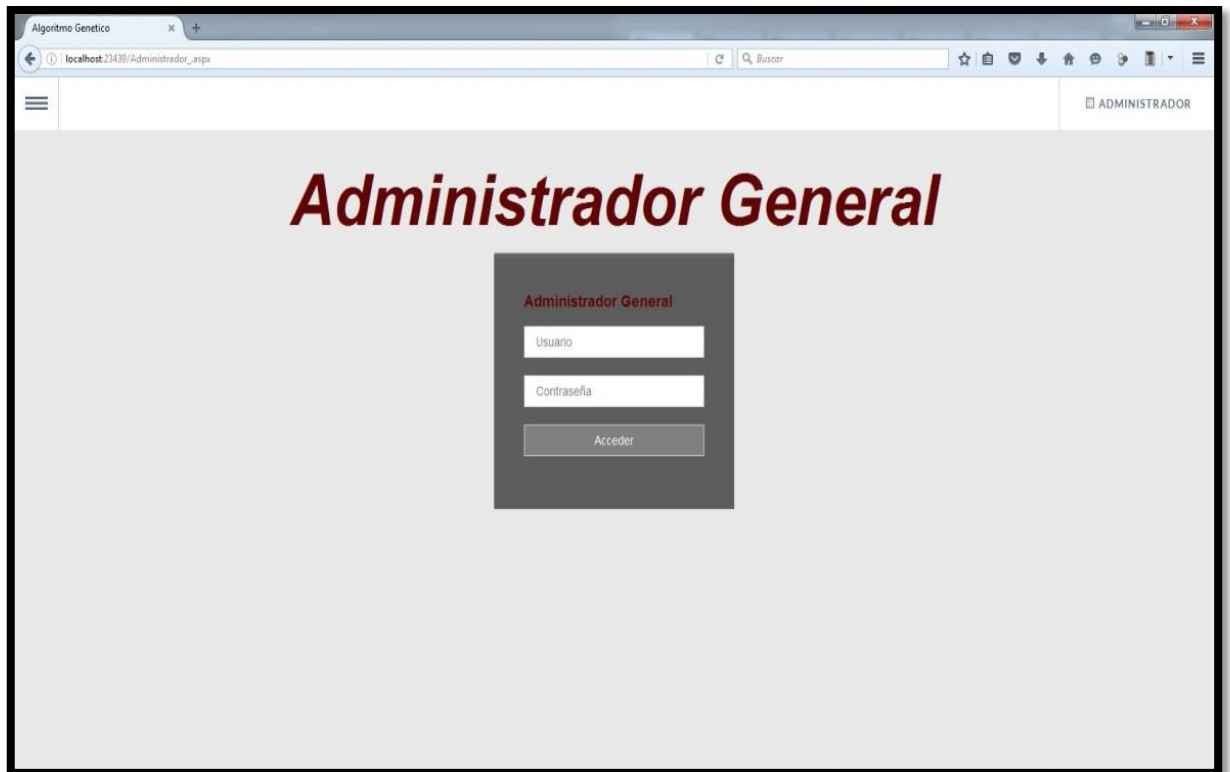 Algoritmo Genetico
localhost:23439/Administrador_.aspx
Buscar
ADMINISTRADOR
Administrador General
Administrador General
Usuario
Contraseña
Acceder